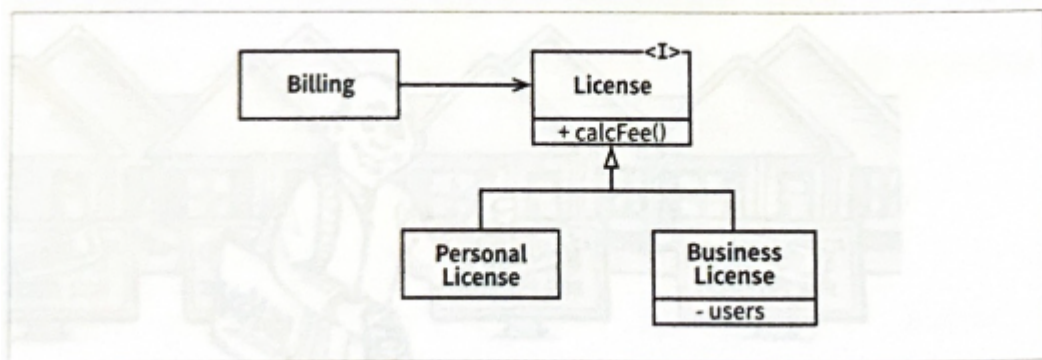 <I>
Billing
License
+ calcFee()
Personal
License
Business
License
- users